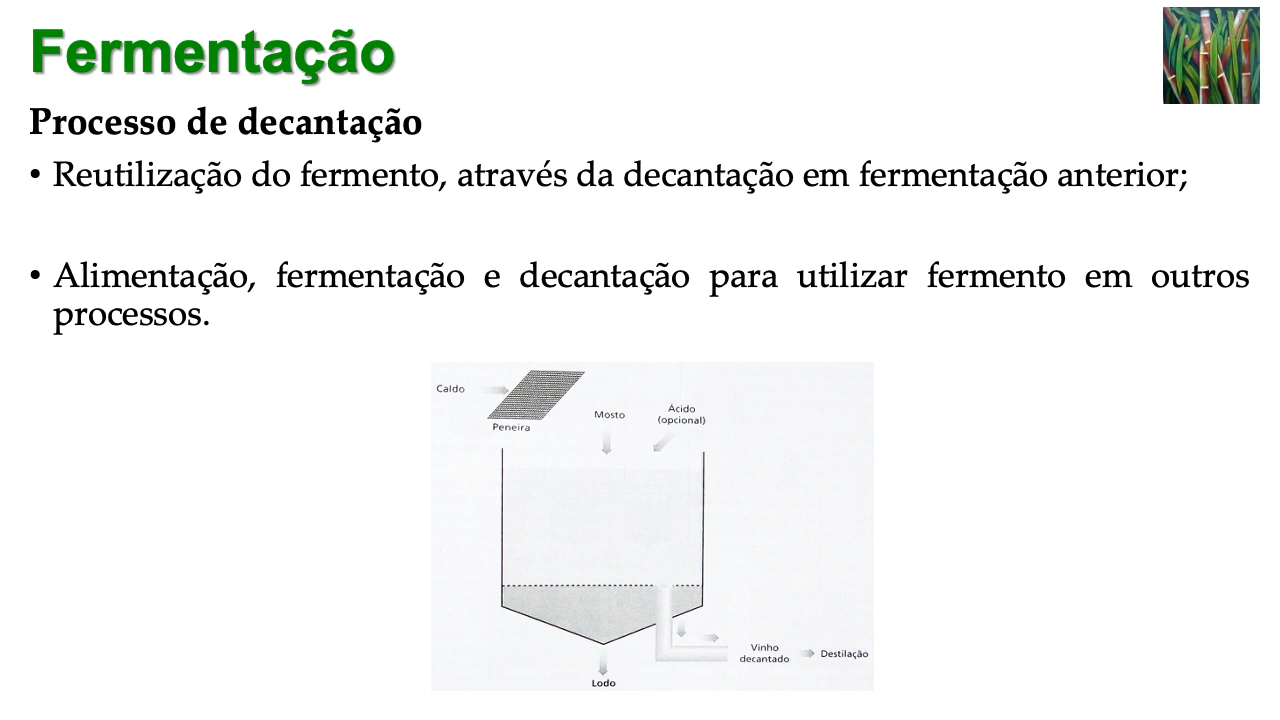 Fermentação
Processo de decantação
• Reutilização do fermento, através da decantação em fermentação anterior;
• Alimentação, fermentação e decantação para utilizar fermento em outros
processos.
Caldo
Peneira
Mosto
Ácido
(opcional)
Vinho
decantado
Destilação
Lodo